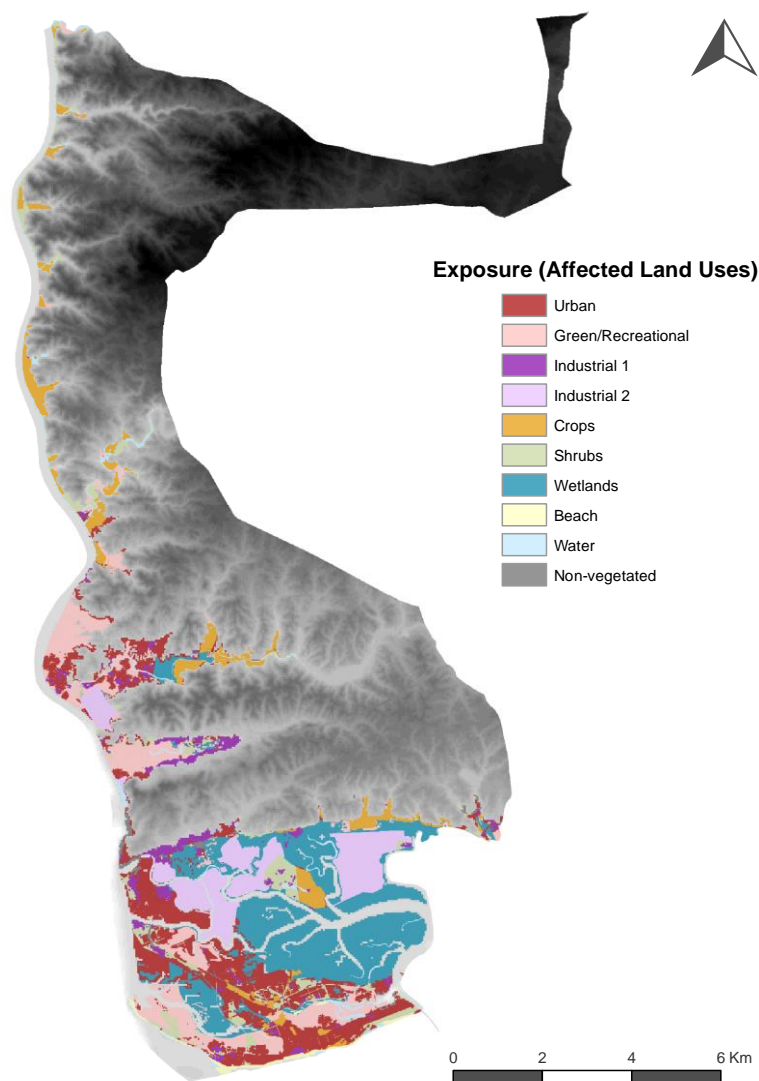 Exposure (Affected Land Uses)
Urban
Green/Recreational
Industrial 1
Industrial 2
Crops
Shrubs
Wetlands
Beach
Water
Non-vegetated
0 2 4 6 Km